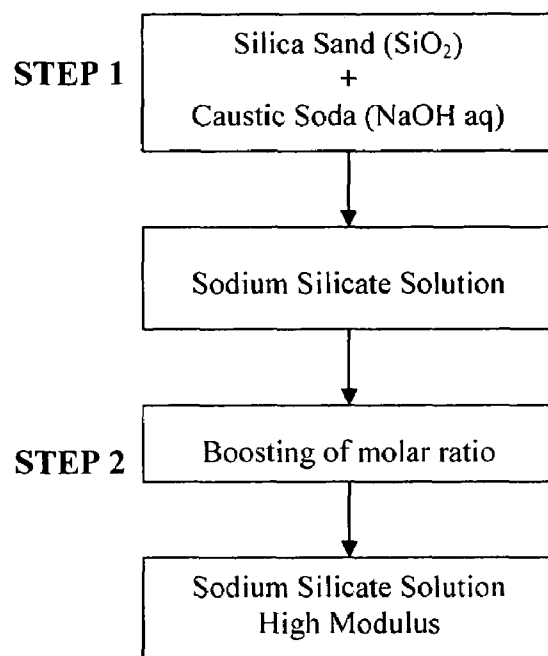 STEP 1
Silica Sand (SiO₂)
+
Caustic Soda (NaOH aq)
Sodium Silicate Solution
STEP 2
Boosting of molar ratio
Sodium Silicate Solution
High Modulus